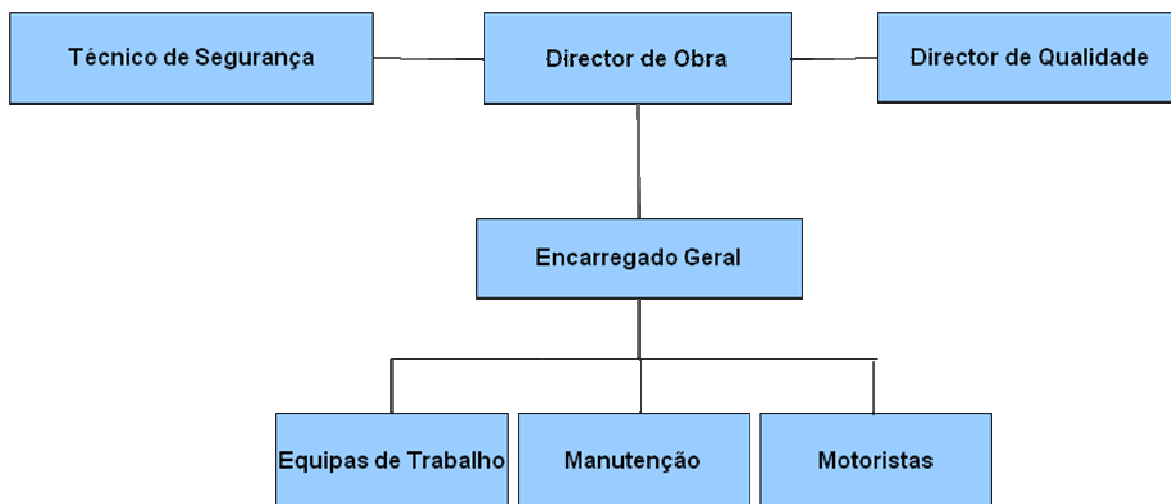 Técnico de Segurança
Director de Obra
Director de Qualidade
Encarregado Geral
Equipas de Trabalho
Manutenção
Motoristas